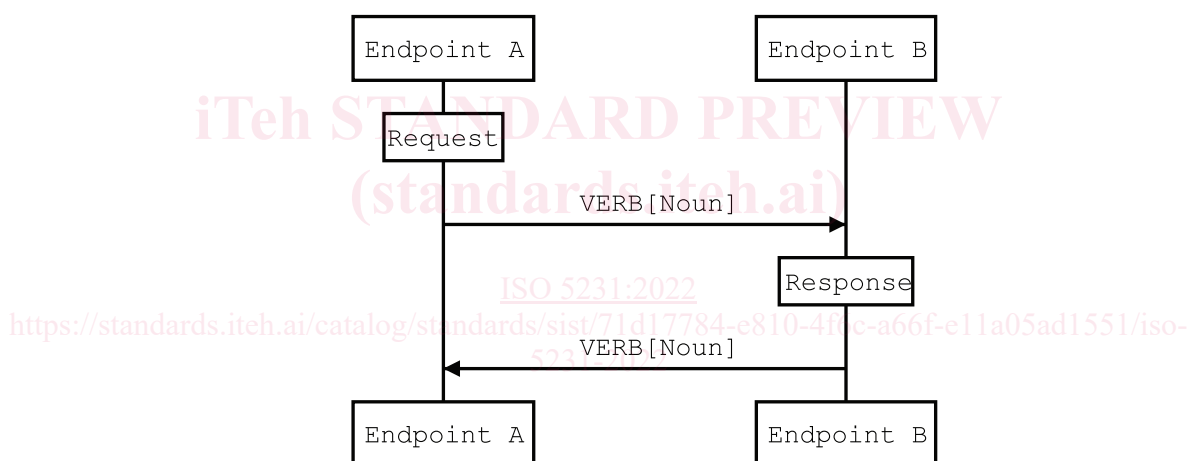 Endpoint A Endpoint B
iTeh STANDARD PREVIEW
Request
(standards.iteh.ai)
VERB[Noun]
Response
ISO 5231:2022
https://standards.iteh.ai/catalog/standards/sist/71d17784-e810-4f6c-a66f-e11a05ad1551/iso-
VERB[Noun]
5231-2022
Endpoint A Endpoint B